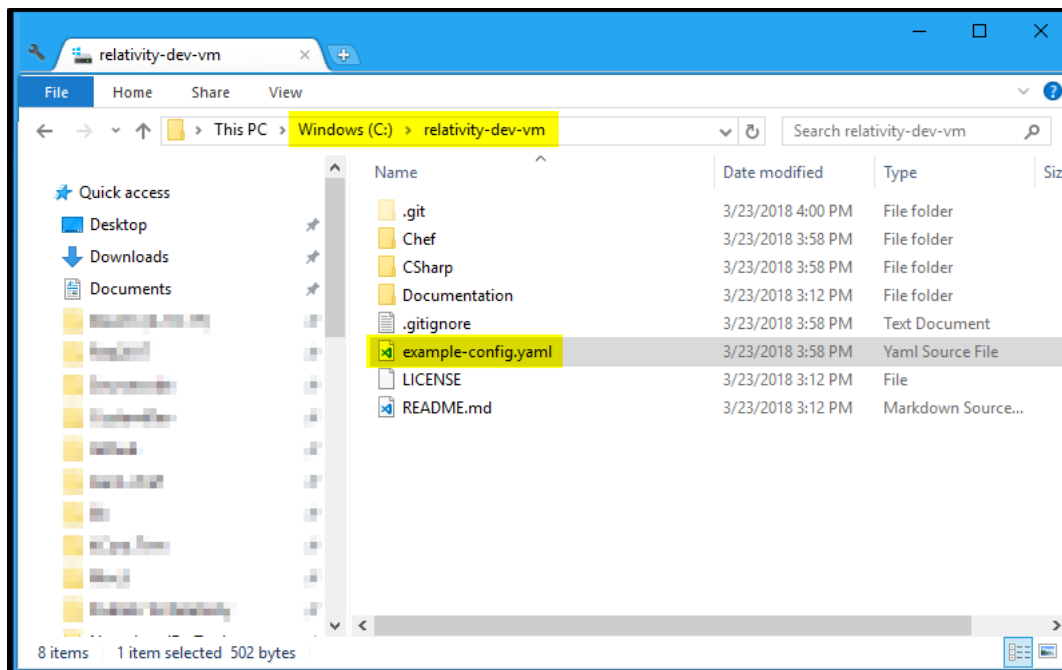 relativity-dev-vm
File Home Share View
This PC > Windows (C:) > relativity-dev-vm Search relativity-dev-vm
Name Date modified Type Siz
Quick access
Desktop
Downloads
Documents
.git 3/23/2018 4:00 PM File folder
Chef 3/23/2018 3:58 PM File folder
CSharp 3/23/2018 3:58 PM File folder
Documentation 3/23/2018 3:12 PM File folder
.gitignore 3/23/2018 3:58 PM Text Document
example-config.yaml 3/23/2018 3:58 PM Yaml Source File
LICENSE 3/23/2018 3:12 PM File
README.md 3/23/2018 3:12 PM Markdown Source...
8 items 1 item selected 502 bytes